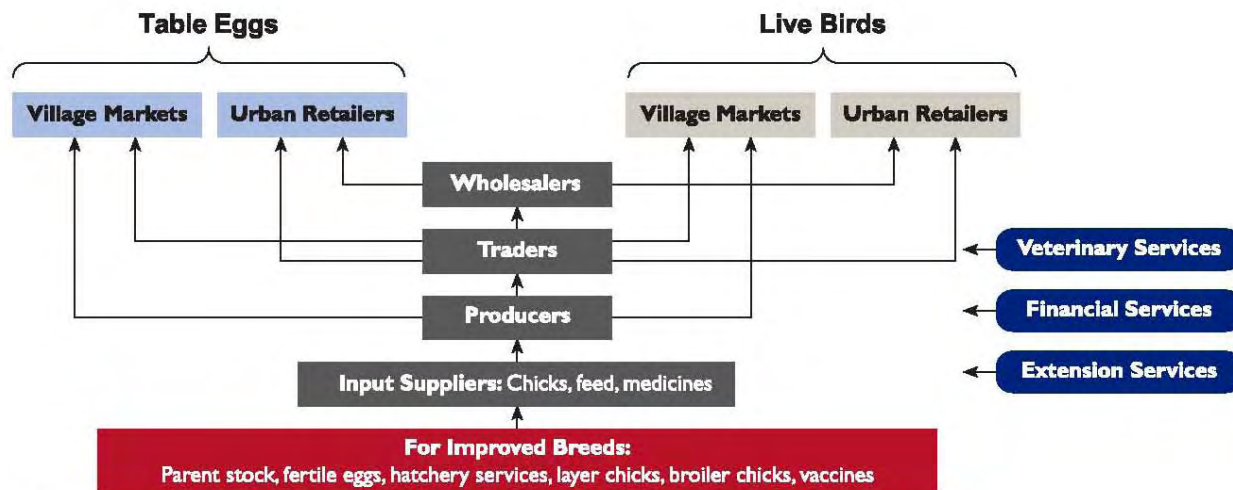 Table Eggs
Live Birds
Village Markets
Urban Retailers
Village Markets
Urban Retailers
Wholesalers
Traders
Veterinary Services
Producers
Financial Services
Input Suppliers: Chicks, feed, medicines
Extension Services
For Improved Breeds:
Parent stock, fertile eggs, hatchery services, layer chicks, broiler chicks, vaccines